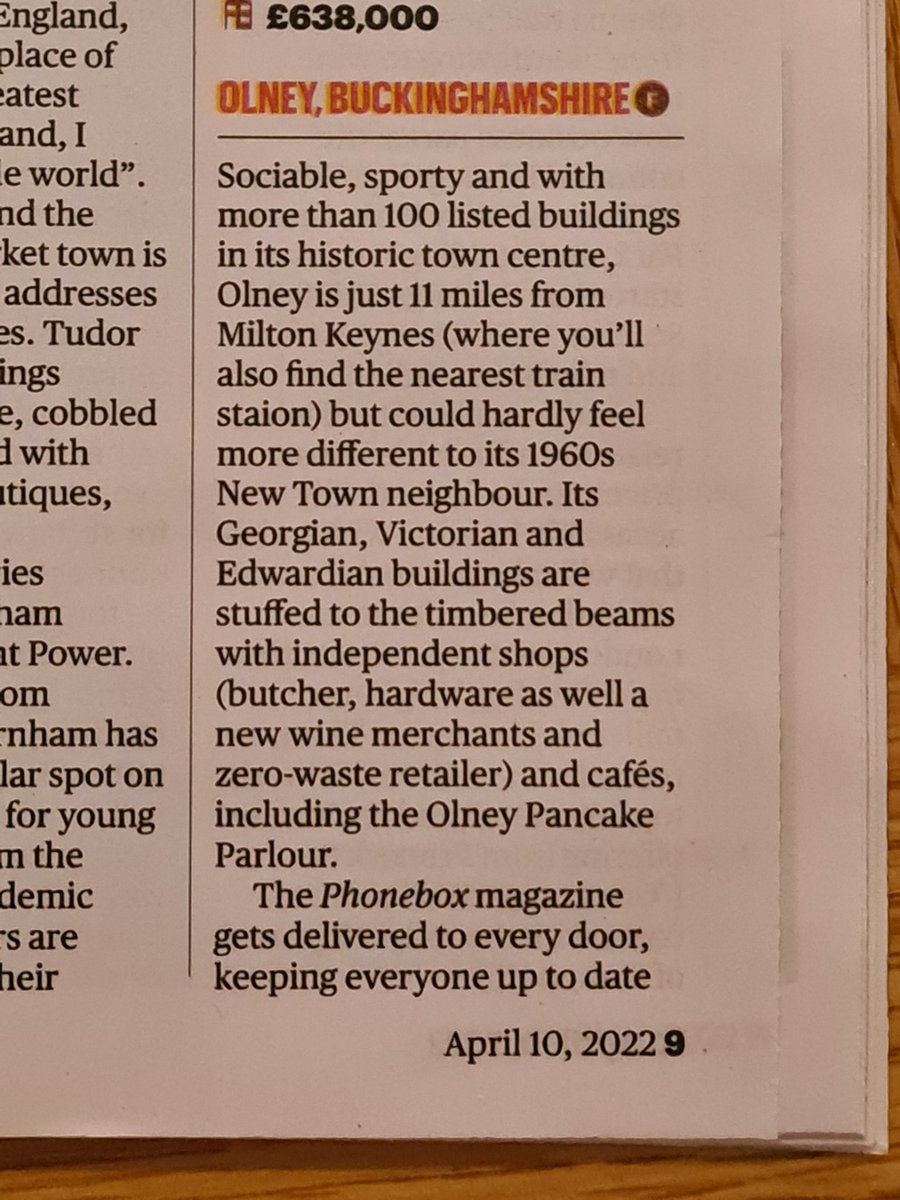 England,
place of
eatest
and, I
le world”.
nd the
ket town is
addresses
es. Tudor
ings
e, cobbled
d with
utiques,
ies
ham
nt Power.
om
rnham has
lar spot on
for young
m the
demic
rs are
heir
£638,000
OLNEY, BUCKINGHAMSHIRE
Sociable, sporty and with
more than 100 listed buildings
in its historic town centre,
Olney is just 11 miles from
Milton Keynes (where you’ll
also find the nearest train
staion) but could hardly feel
more different to its 1960s
New Town neighbour. Its
Georgian, Victorian and
Edwardian buildings are
stuffed to the timbered beams
with independent shops
(butcher, hardware as well a
new wine merchants and
zero-waste retailer) and cafés,
including the Olney Pancake
Parlour.
The Phonebox magazine
gets delivered to every door,
keeping everyone up to date
April 10, 2022 9